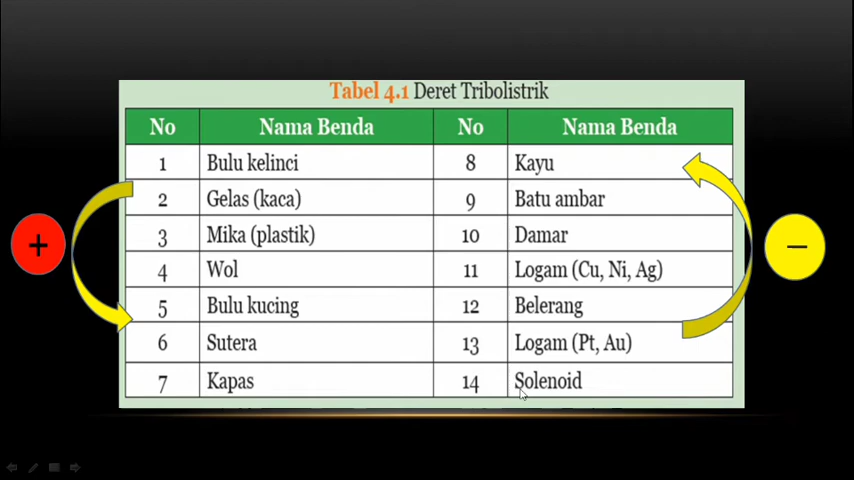 Tabel 4.1 Deret Tribolistrik
No Nama Benda No Nama Benda
1 Bulu kelinci 8 Kayu
2 Gelas (kaca) 9 Batu ambar
3 Mika (plastik) 10 Damar
4 Wol 11 Logam (Cu, Ni, Ag)
5 Bulu kucing 12 Belerang
6 Sutera 13 Logam (Pt, Au)
7 Kapas 14 Solenoid
+
−